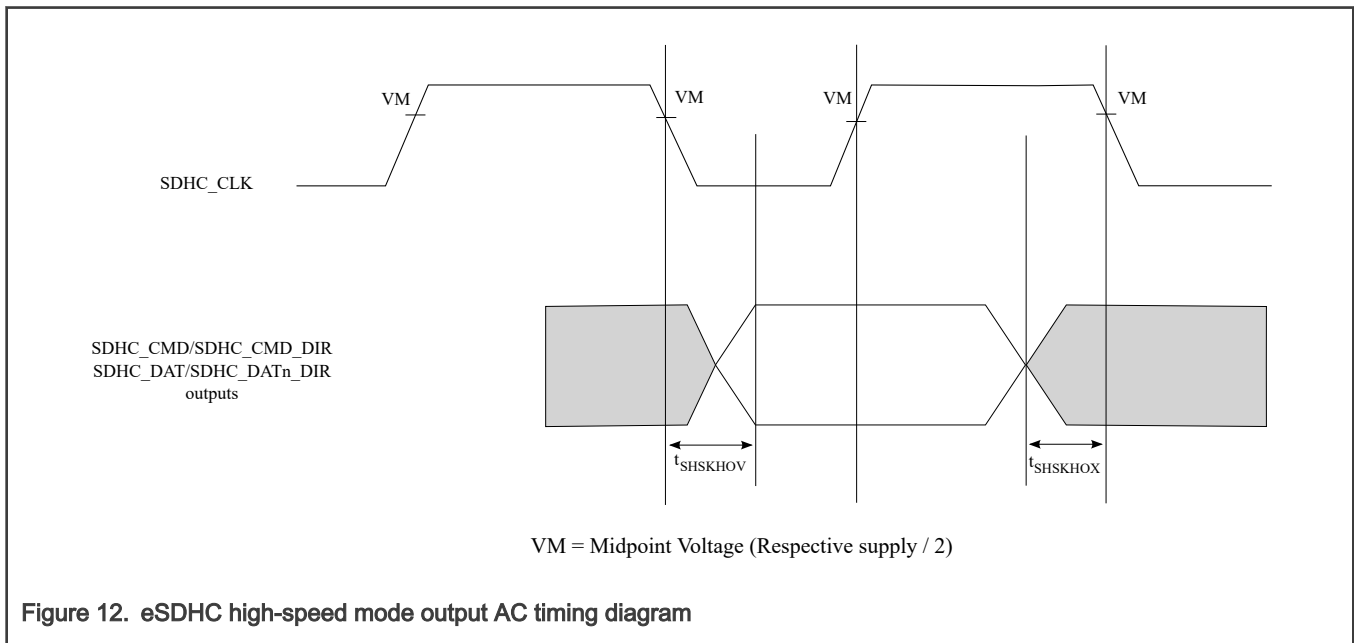 VM
VM
VM
VM
SDHC_CLK
SDHC_CMD/SDHC_CMD_DIR
SDHC_DAT/SDHC_DATn_DIR
outputs
tSHSKHOV
tSHSKHOX
VM = Midpoint Voltage (Respective supply / 2)
Figure 12. eSDHC high-speed mode output AC timing diagram